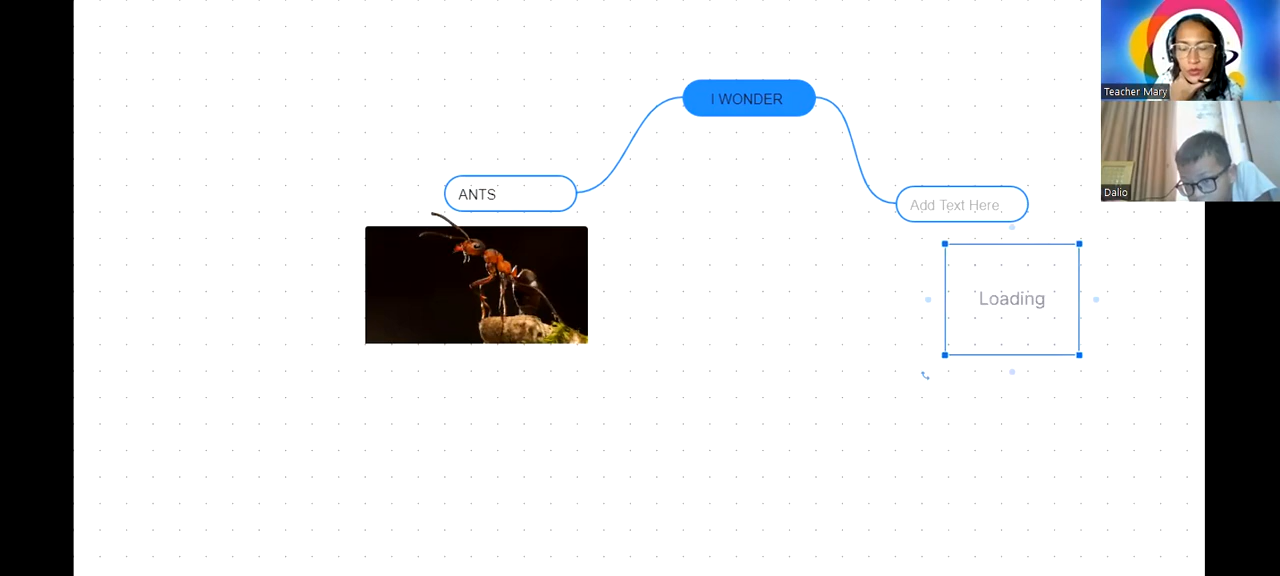 I WONDER
Teacher Mary
ANTS
Dalio
Add Text Here
Loading